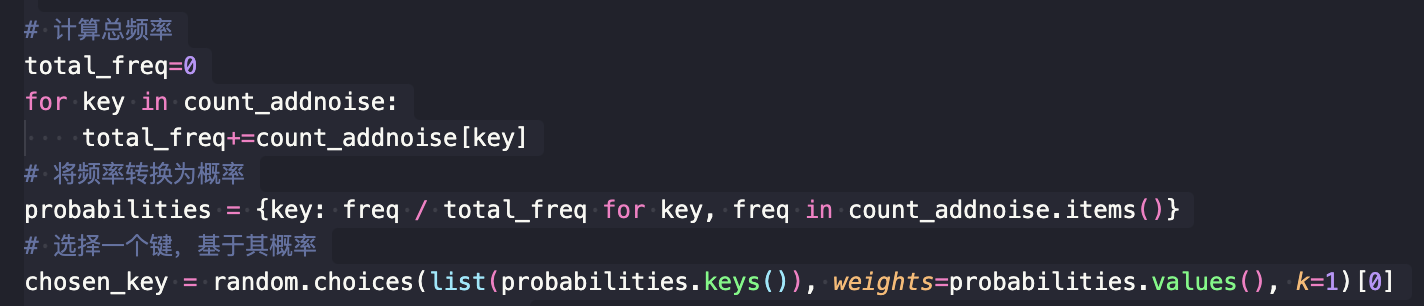 # 计算总频率
total_freq=0
for key in count_addnoise:
    total_freq+=count_addnoise[key]
# 将频率转换为概率
probabilities = {key: freq / total_freq for key, freq in count_addnoise.items()}
# 选择一个键，基于其概率
chosen_key = random.choices(list(probabilities.keys()), weights=probabilities.values(), k=1)[0]